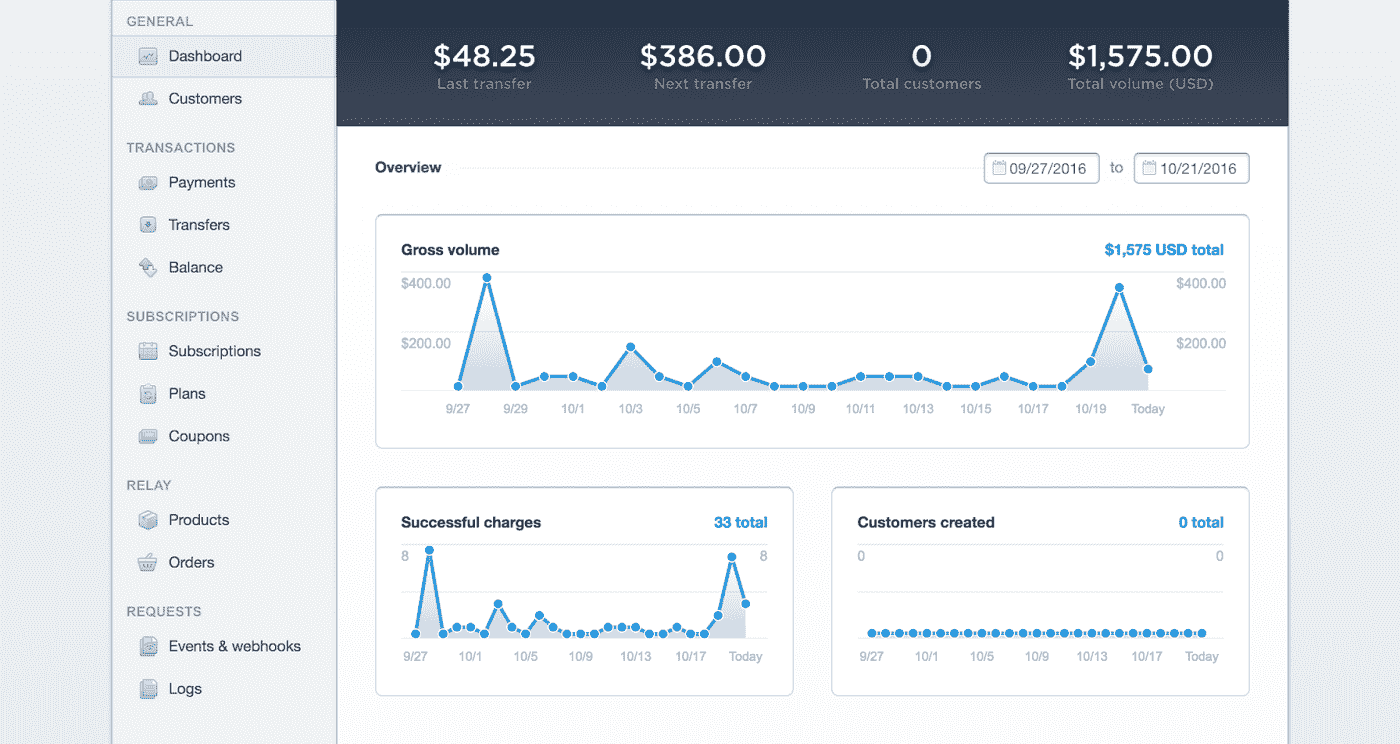 GENERAL
Dashboard
Customers
TRANSACTIONS
Payments
Transfers
Balance
SUBSCRIPTIONS
Subscriptions
Plans
Coupons
RELAY
Products
Orders
REQUESTS
Events & webhooks
Logs
$48.25 $386.00 0 $1,575.00
Last transfer Next transfer Total customers Total volume (USD)
Overview 09/27/2016 to 10/21/2016
Gross volume $1,575 USD total
$400.00 $400.00
$200.00 $200.00
9/27 9/29 10/1 10/3 10/5 10/7 10/9 10/11 10/13 10/15 10/17 10/19 Today
Successful charges 33 total
8 8
9/27 10/1 10/5 10/9 10/13 10/17 Today
Customers created 0 total
0 0
9/27 10/1 10/5 10/9 10/13 10/17 Today